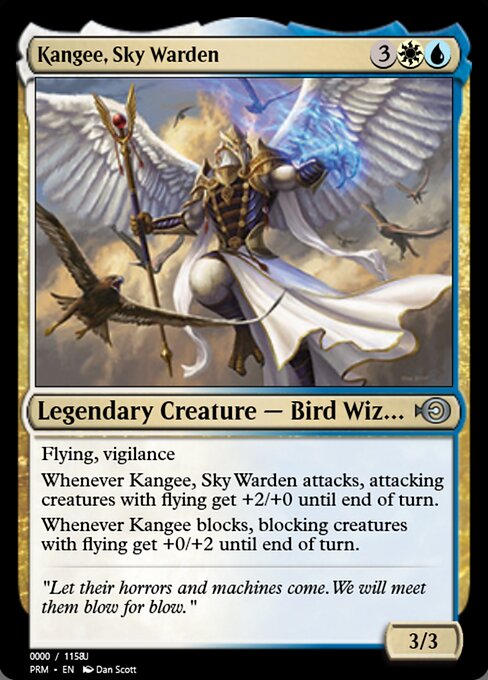 Kangee, Sky Warden
3
Legendary Creature — Bird Wiz...
Flying, vigilance
Whenever Kangee, Sky Warden attacks, attacking
creatures with flying get +2/+0 until end of turn.
Whenever Kangee blocks, blocking creatures
with flying get +0/+2 until end of turn.
"Let their horrors and machines come. We will meet
them blow for blow."
3/3
0000 / 1158U
PRM • EN Dan Scott